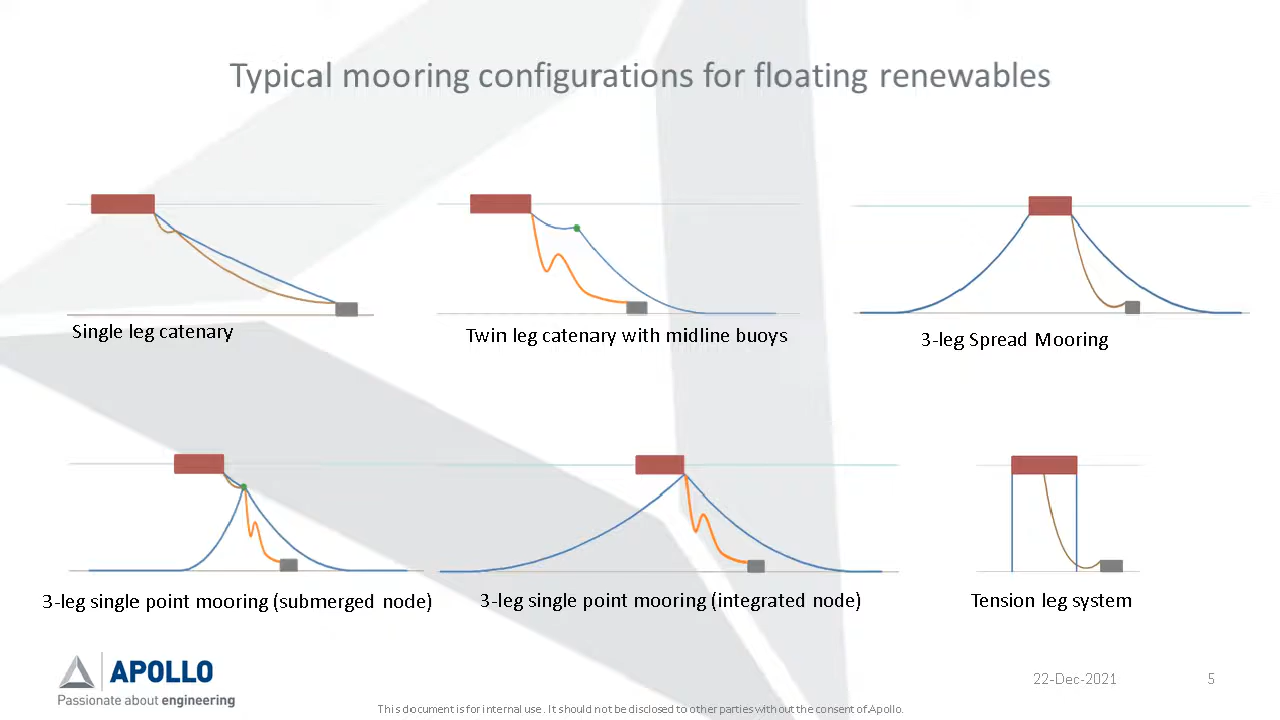 Typical mooring configurations for floating renewables
Single leg catenary
Twin leg catenary with midline buoys
3-leg Spread Mooring
3-leg single point mooring (submerged node)
3-leg single point mooring (integrated node)
Tension leg system
APOLLO
Passionate about engineering
22-Dec-2021
5
This document is for internal use. It should not be disclosed to other parties without the consent of Apollo.